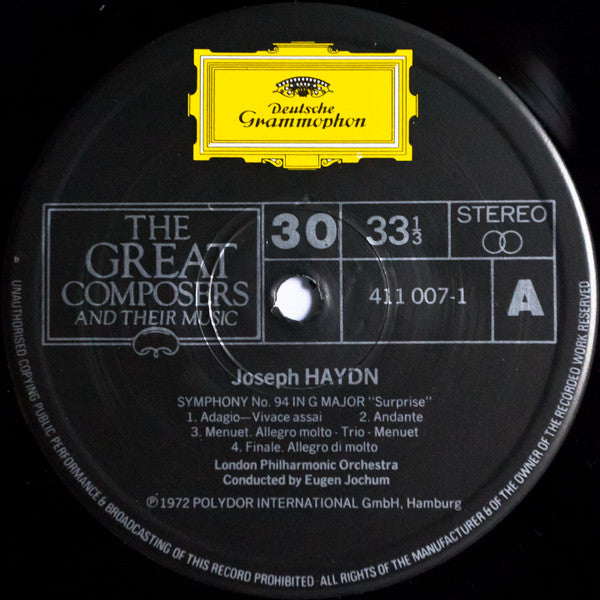 Deutsche
Grammophon
THE
GREAT
COMPOSERS
AND THEIR MUSIC
30
33⅓
STEREO
411 007-1
A
Joseph HAYDN
SYMPHONY No. 94 IN G MAJOR "Surprise"
1. Adagio—Vivace assai 2. Andante
3. Menuet. Allegro molto - Trio - Menuet
4. Finale. Allegro di molto
London Philharmonic Orchestra
Conducted by Eugen Jochum
℗ 1972 POLYDOR INTERNATIONAL GmbH, Hamburg
UNAUTHORISED COPYING PUBLIC PERFORMANCE & BROADCASTING OF THIS RECORD PROHIBITED · ALL RIGHTS OF THE MANUFACTURER & OF THE OWNER OF THE RECORDED WORK RESERVED